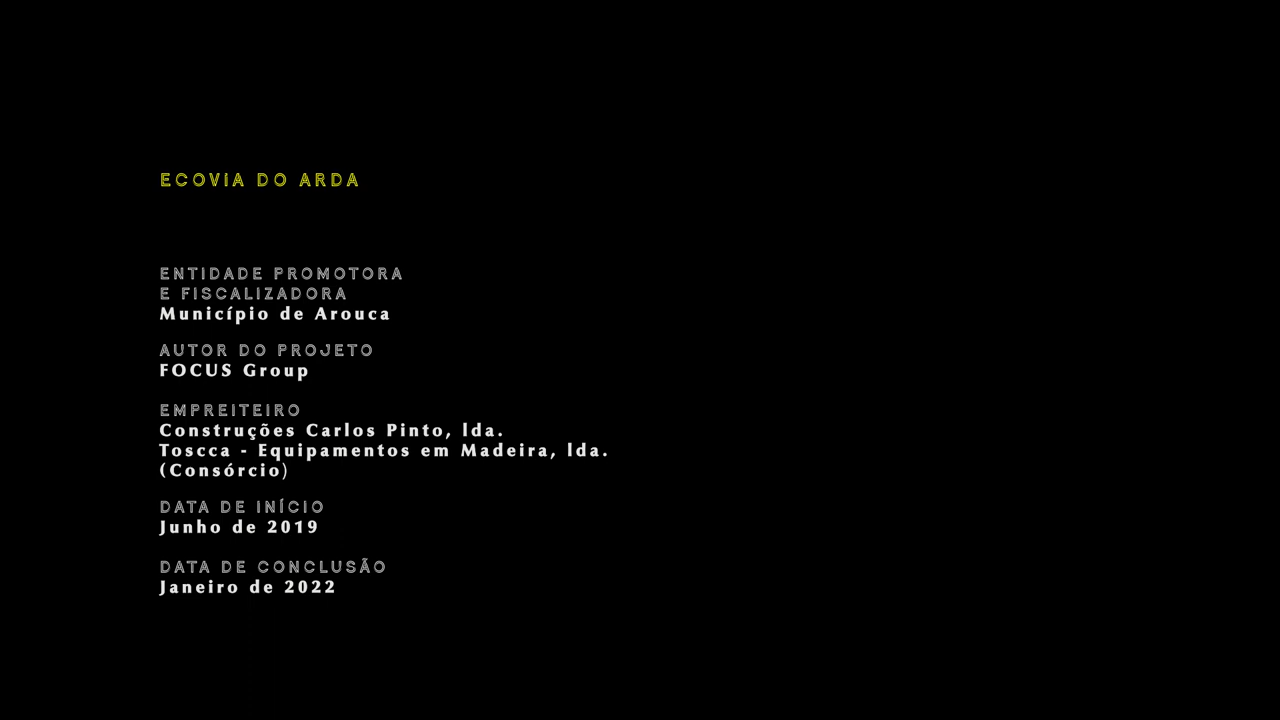 ECOVIA DO ARDA
ENTIDADE PROMOTORA
E FISCALIZADORA
Município de Arouca
AUTOR DO PROJETO
FOCUS Group
EMPREITEIRO
Construções Carlos Pinto, lda.
Toscca - Equipamentos em Madeira, lda.
(Consórcio)
DATA DE INÍCIO
Junho de 2019
DATA DE CONCLUSÃO
Janeiro de 2022